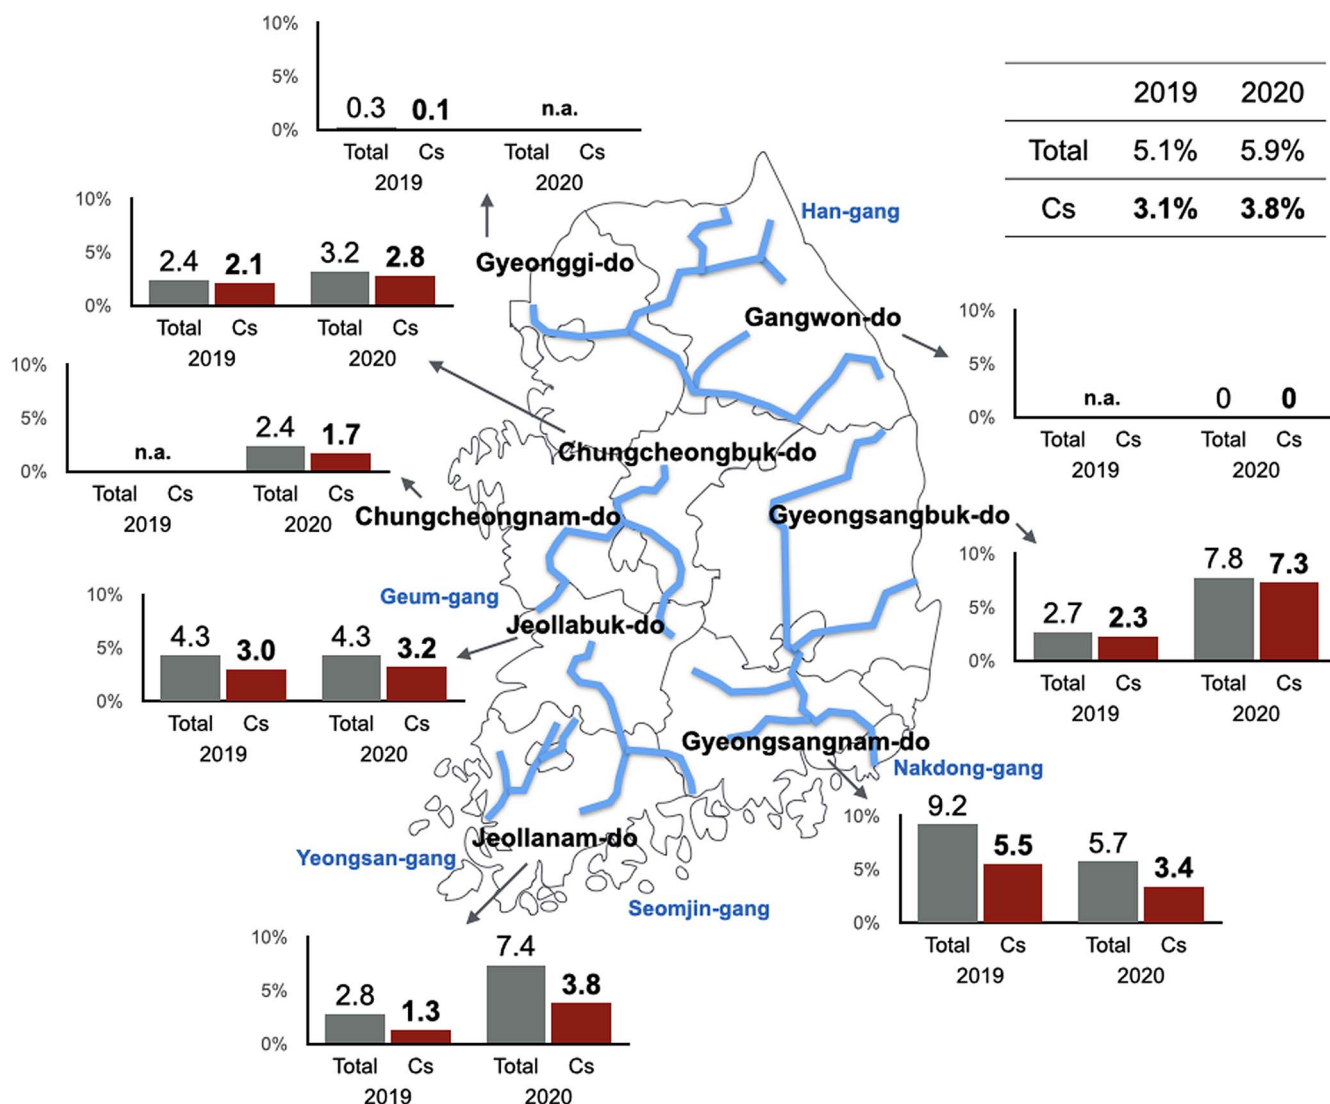 10%
5%
0%
0.3 0.1 n.a.
Total Cs Total Cs
2019 2020
2019 2020
Total 5.1% 5.9%
Cs 3.1% 3.8%
10%
5%
0%
2.4 2.1 3.2 2.8
Total Cs Total Cs
2019 2020
Han-gang
Gyeonggi-do
Gangwon-do
10%
5%
0%
n.a. 0 0
Total Cs Total Cs
2019 2020
10%
5%
0%
n.a. 2.4 1.7
Total Cs Total Cs
2019 2020
Chungcheongbuk-do
Chungcheongnam-do
Gyeongsangbuk-do
10%
5%
0%
2.7 2.3 7.8 7.3
Total Cs Total Cs
2019 2020
Geum-gang
Jeollabuk-do
10%
5%
0%
4.3 3.0 4.3 3.2
Total Cs Total Cs
2019 2020
Gyeongsangnam-do
Nakdong-gang
10%
5%
0%
9.2 5.5 5.7 3.4
Total Cs Total Cs
2019 2020
Jeollanam-do
Yeongsan-gang
Seomjin-gang
10%
5%
0%
2.8 1.3 7.4 3.8
Total Cs Total Cs
2019 2020